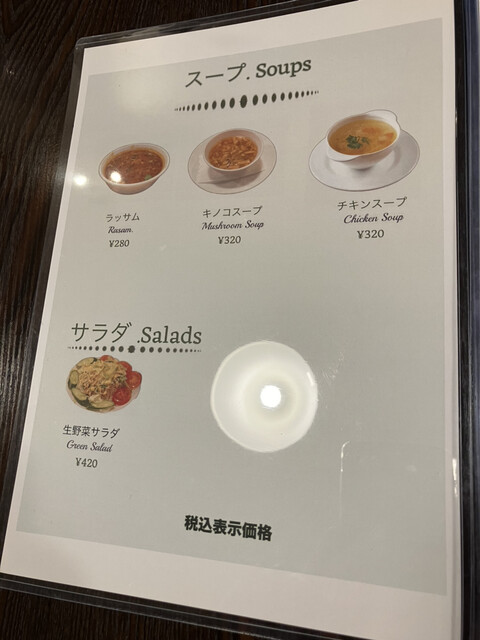 スープ. Soups
ラッサム
Rasam.
¥280
キノコスープ
Mushroom Soup
¥320
チキンスープ
Chicken Soup
¥320
サラダ .Salads
生野菜サラダ
Green Salad
¥420
税込表示価格